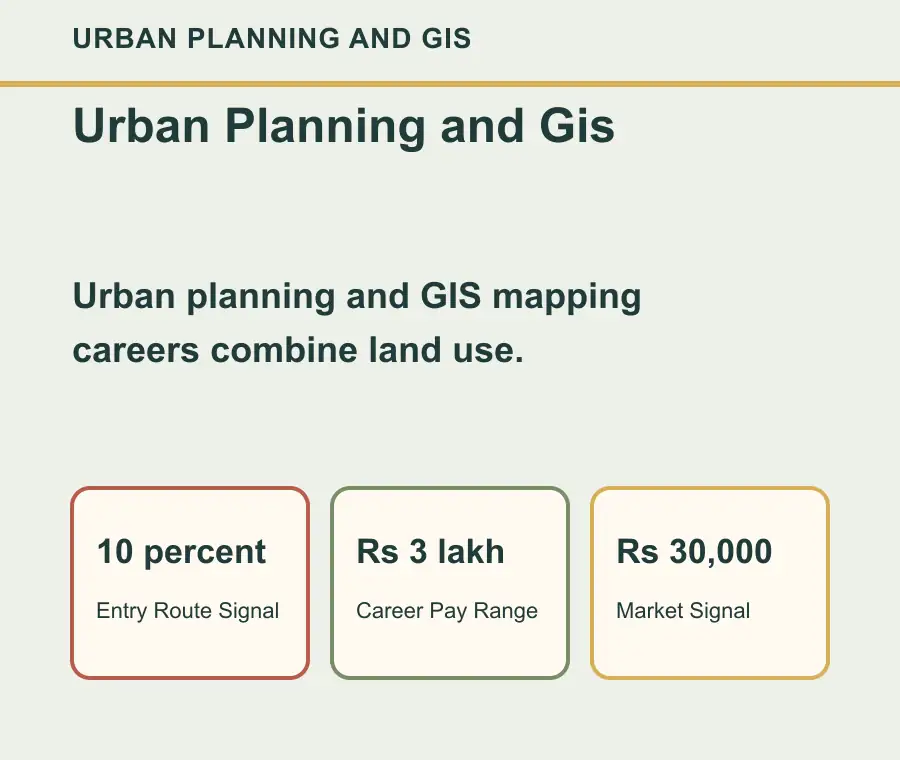 URBAN PLANNING AND GIS
Urban Planning and Gis
Urban planning and GIS mapping
careers combine land use.
10 percent
Entry Route Signal
Rs 3 lakh
Career Pay Range
Rs 30,000
Market Signal